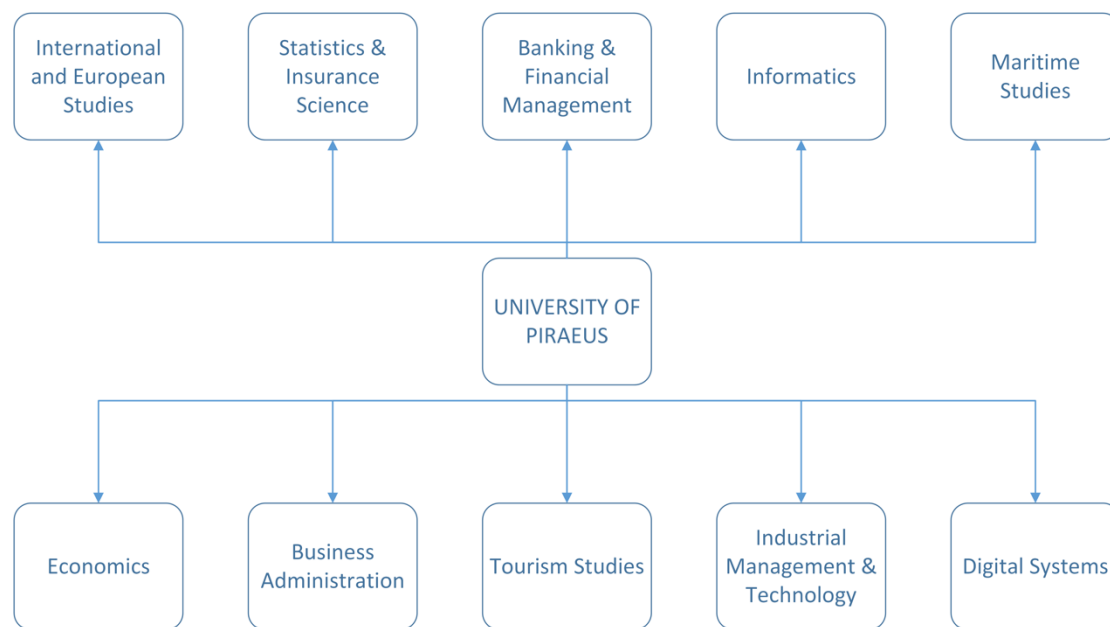 International
and European
Studies
Statistics &
Insurance
Science
Banking &
Financial
Management
Informatics
Maritime
Studies
UNIVERSITY OF
PIRAEUS
Economics
Business
Administration
Tourism Studies
Industrial
Management &
Technology
Digital Systems